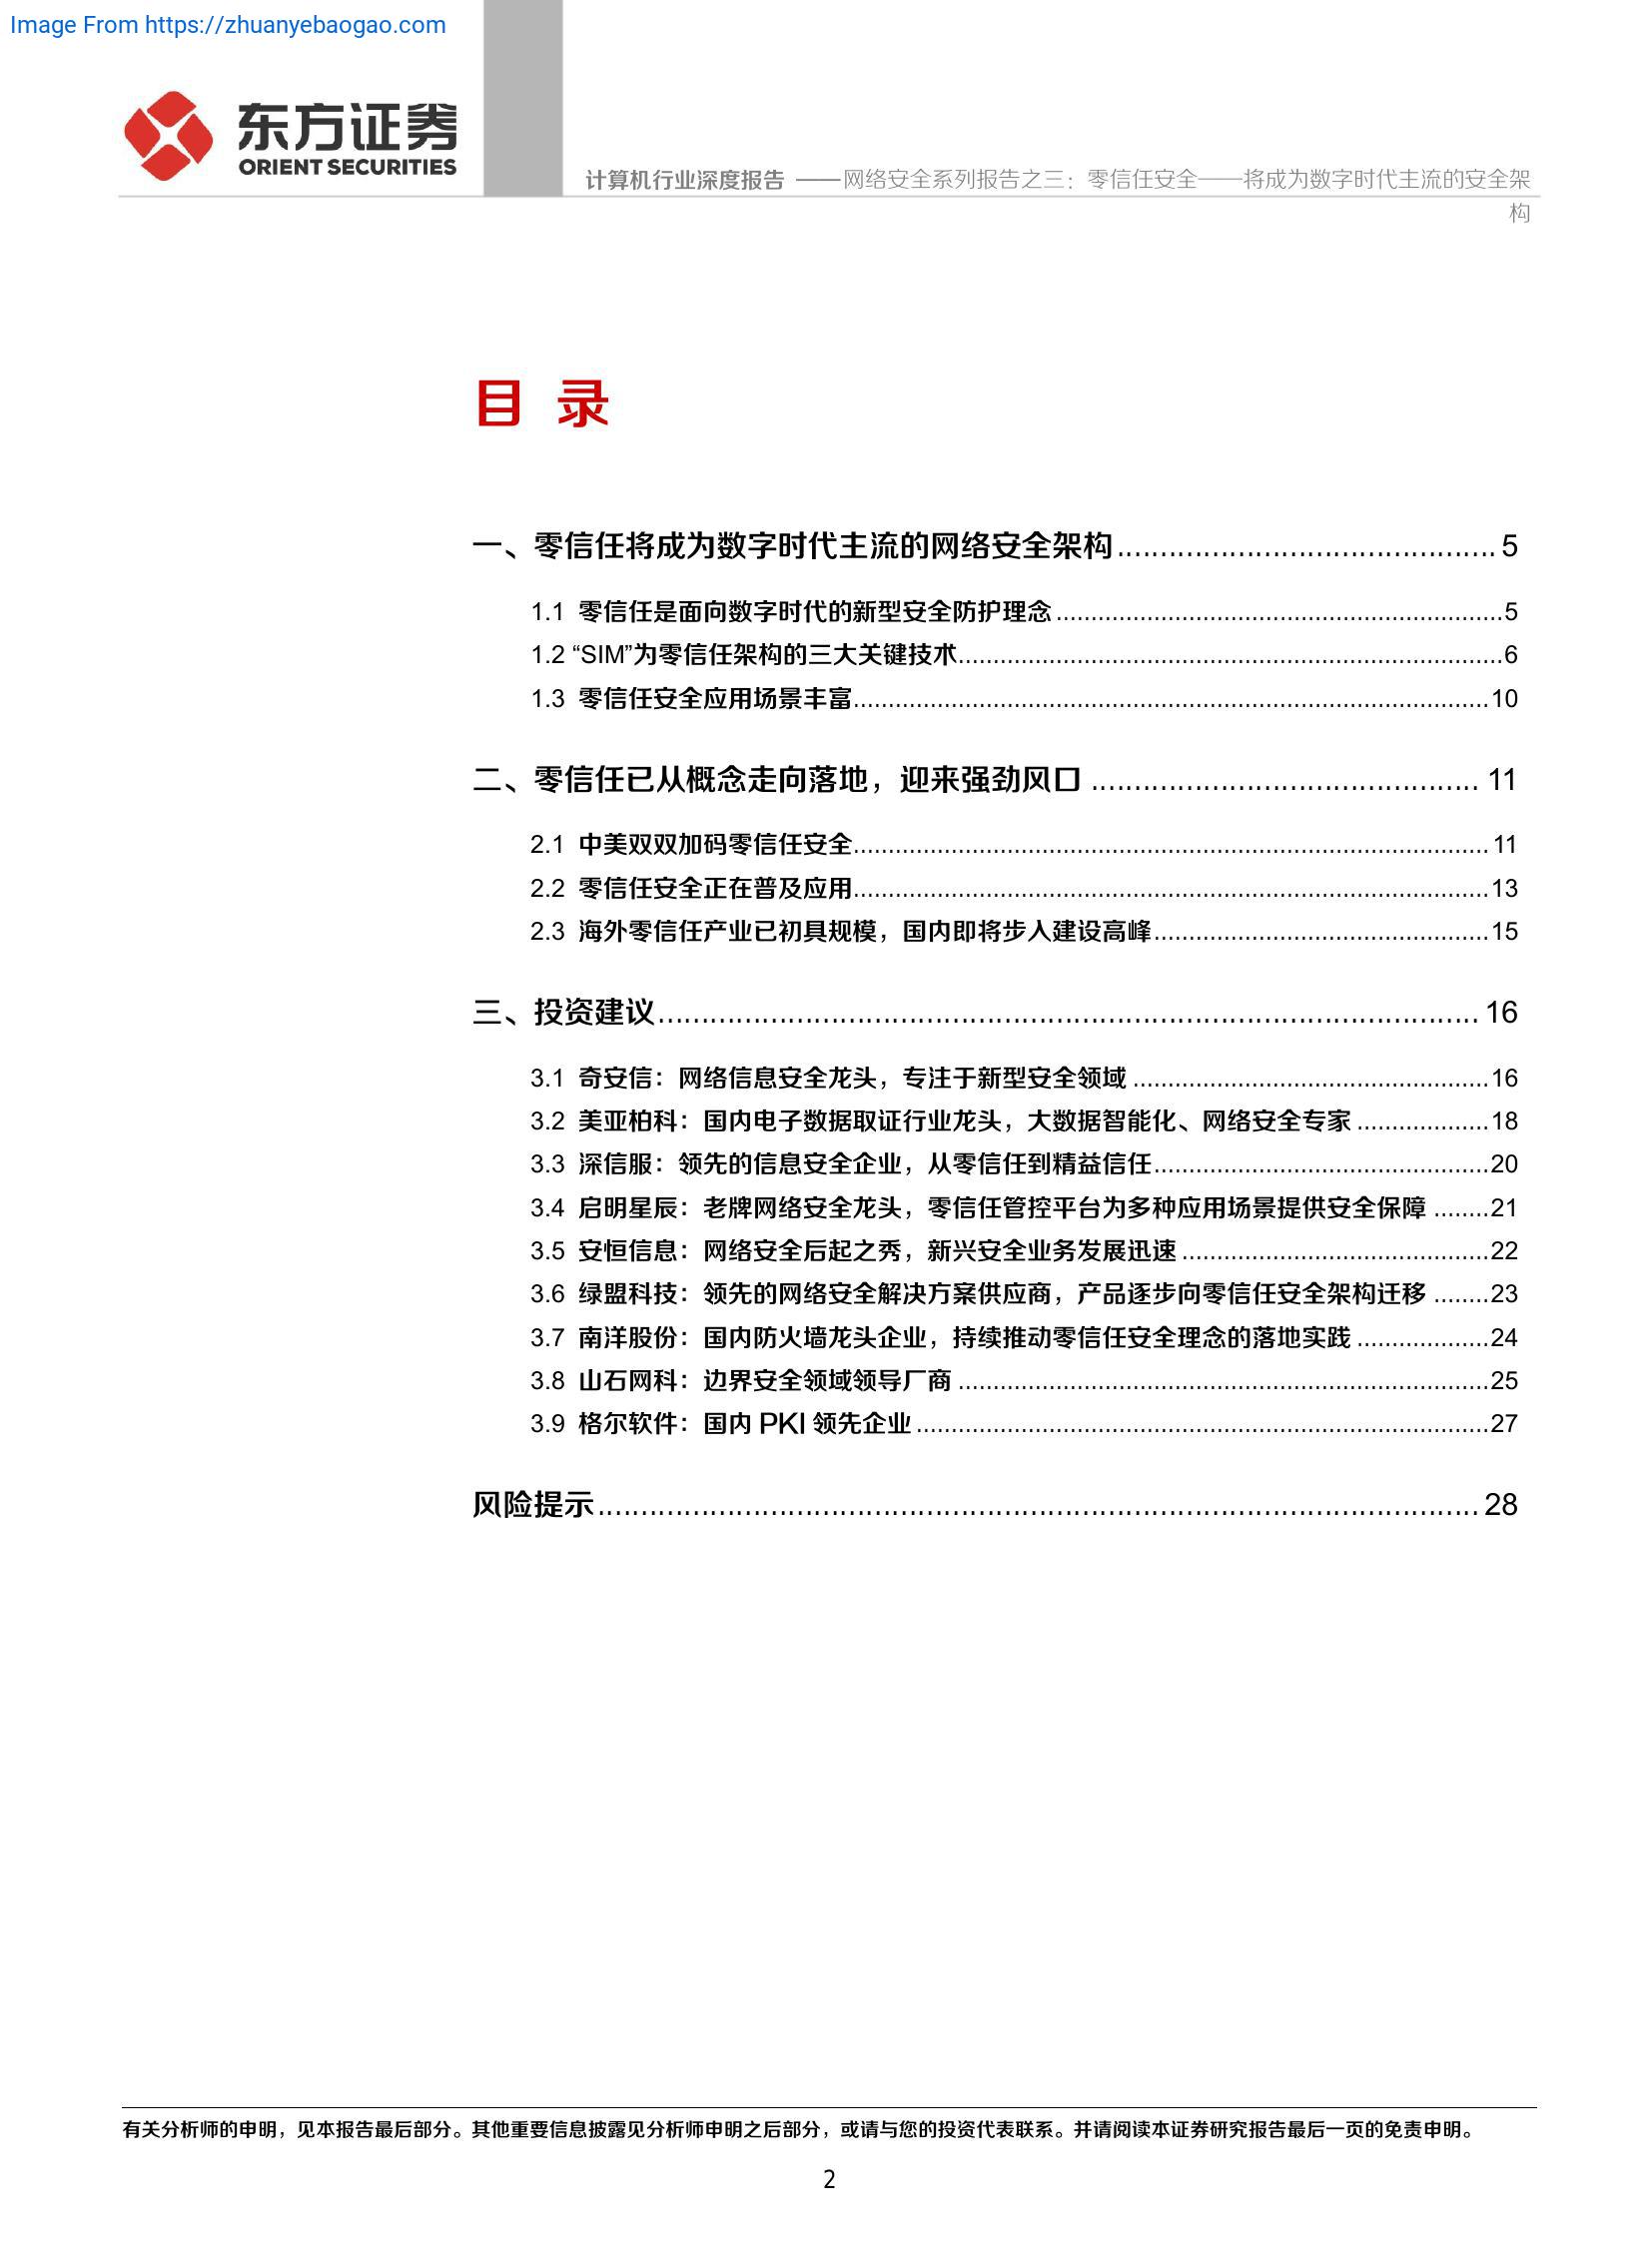 Image From https://zhuanyebaogao.com
东方证券
ORIENT SECURITIES
计算机行业深度报告 ——网络安全系列报告之三：零信任安全——将成为数字时代主流的安全架
构
目 录
一、零信任将成为数字时代主流的网络安全架构............................................ 5
1.1 零信任是面向数字时代的新型安全防护理念................................................................5
1.2 “SIM”为零信任架构的三大关键技术..............................................................................6
1.3 零信任安全应用场景丰富...........................................................................................10
二、零信任已从概念走向落地，迎来强劲风口 ............................................. 11
2.1 中美双双加码零信任安全........................................................................................... 11
2.2 零信任安全正在普及应用...........................................................................................13
2.3 海外零信任产业已初具规模，国内即将步入建设高峰................................................15
三、投资建议............................................................................................... 16
3.1 奇安信：网络信息安全龙头，专注于新型安全领域 ...................................................16
3.2 美亚柏科：国内电子数据取证行业龙头，大数据智能化、网络安全专家 ...................18
3.3 深信服：领先的信息安全企业，从零信任到精益信任................................................20
3.4 启明星辰：老牌网络安全龙头，零信任管控平台为多种应用场景提供安全保障 ........21
3.5 安恒信息：网络安全后起之秀，新兴安全业务发展迅速 ............................................22
3.6 绿盟科技：领先的网络安全解决方案供应商，产品逐步向零信任安全架构迁移 ........23
3.7 南洋股份：国内防火墙龙头企业，持续推动零信任安全理念的落地实践 ...................24
3.8 山石网科：边界安全领域领导厂商 ............................................................................25
3.9 格尔软件：国内 PKI 领先企业 ..................................................................................27
风险提示...................................................................................................... 28
有关分析师的申明，见本报告最后部分。其他重要信息披露见分析师申明之后部分，或请与您的投资代表联系。并请阅读本证券研究报告最后一页的免责申明。
2